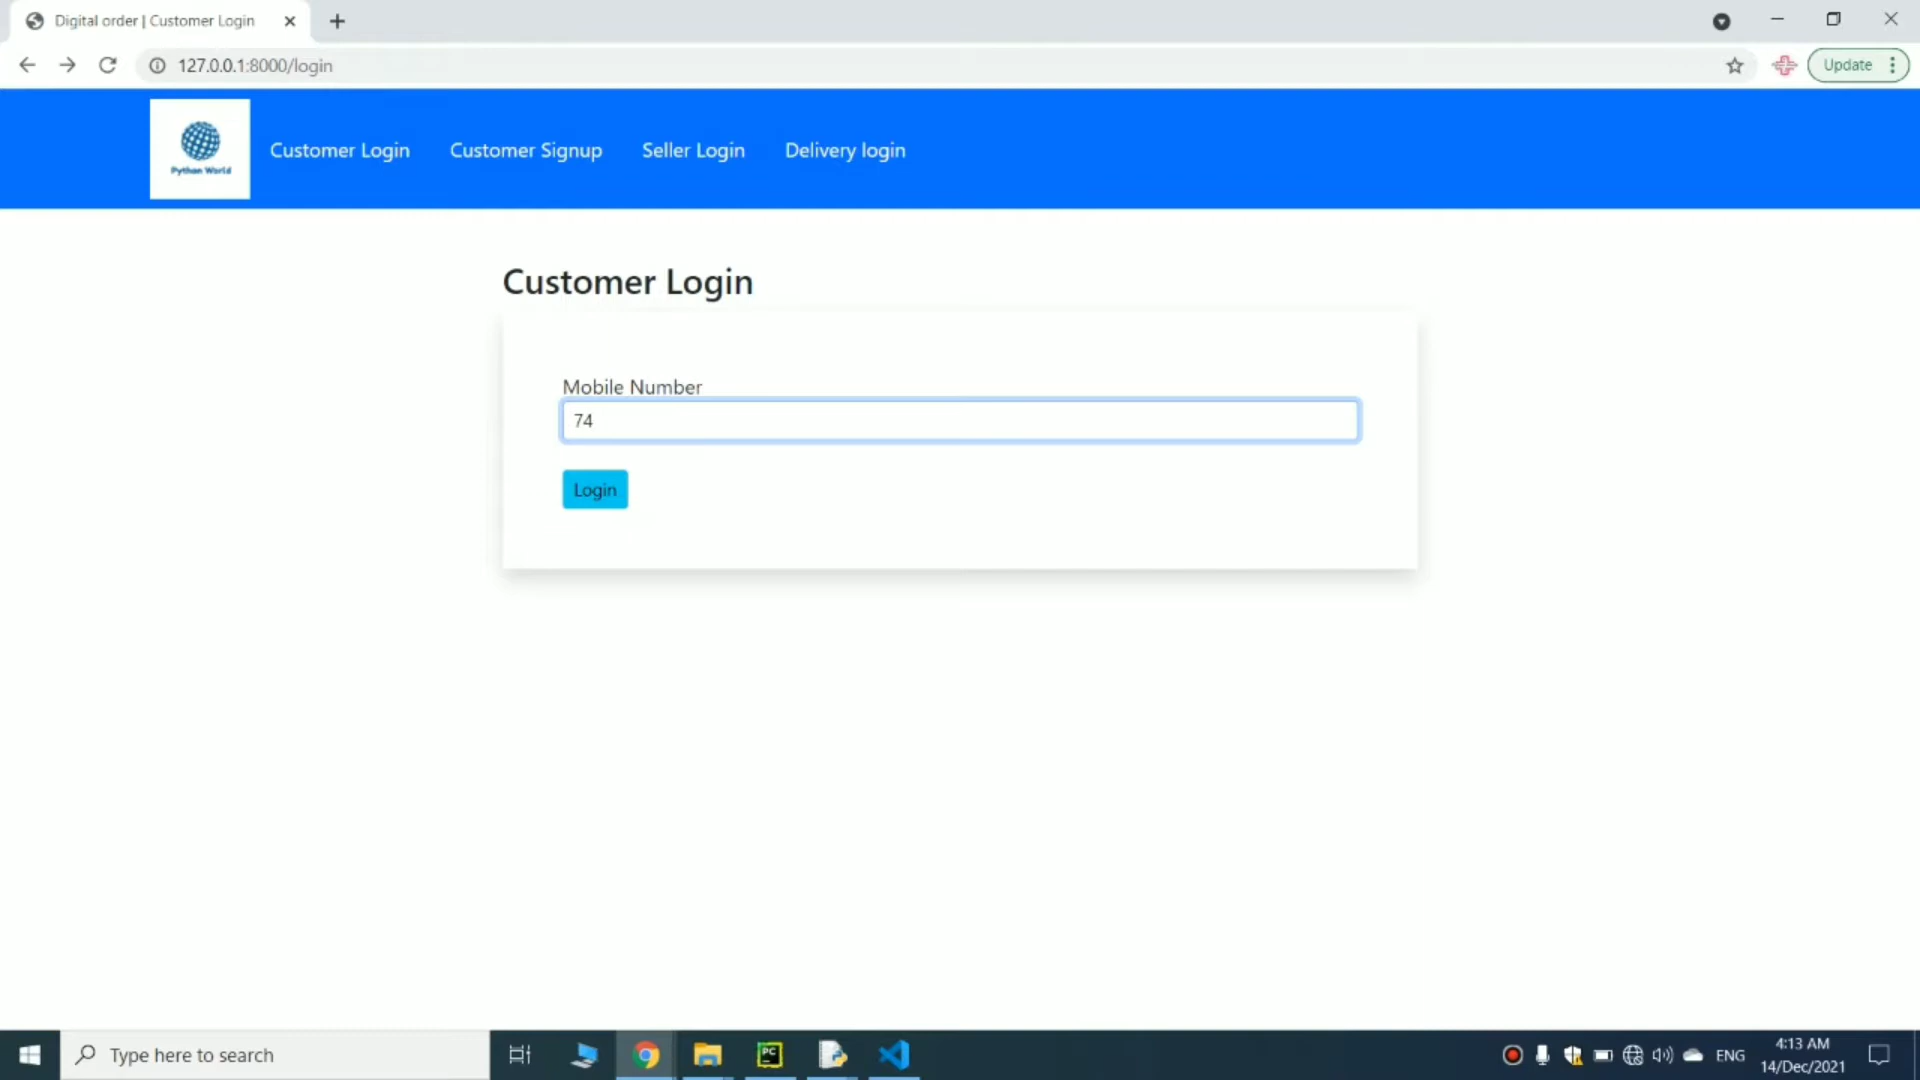 Digital order | Customer Login
127.0.0.1:8000/login
Update
Python World
Customer Login
Customer Signup
Seller Login
Delivery login
Customer Login
Mobile Number
74
Login
Type here to search
PC
ENG
4:13 AM
14/Dec/2021